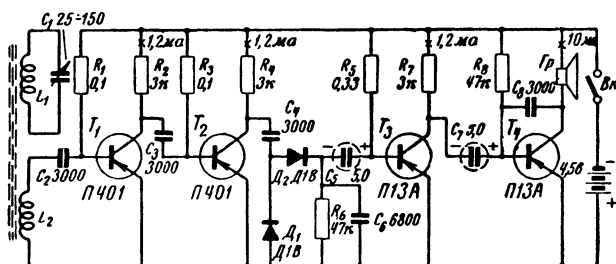 C₁ 25÷150
L₁
R₁
0,1
1,2ма
R₂
3к
R₃
0,1
1,2ма
R₄
3к
R₅
0,33
1,2ма
R₇
3к
R₈
47к
10ма
Гр
Вк
C₈ 3000
T₁
T₂
C₄
3000
T₃
C₇ 5,0
T₄
C₂ 3000
C₃
3000
П401
П401
Д₂ Д1В
C₅
5,0
П13А
П13А
4,5в
L₂
Д₁
Д1В
R₆
47к
C₆ 6800
- +
- +
-
+